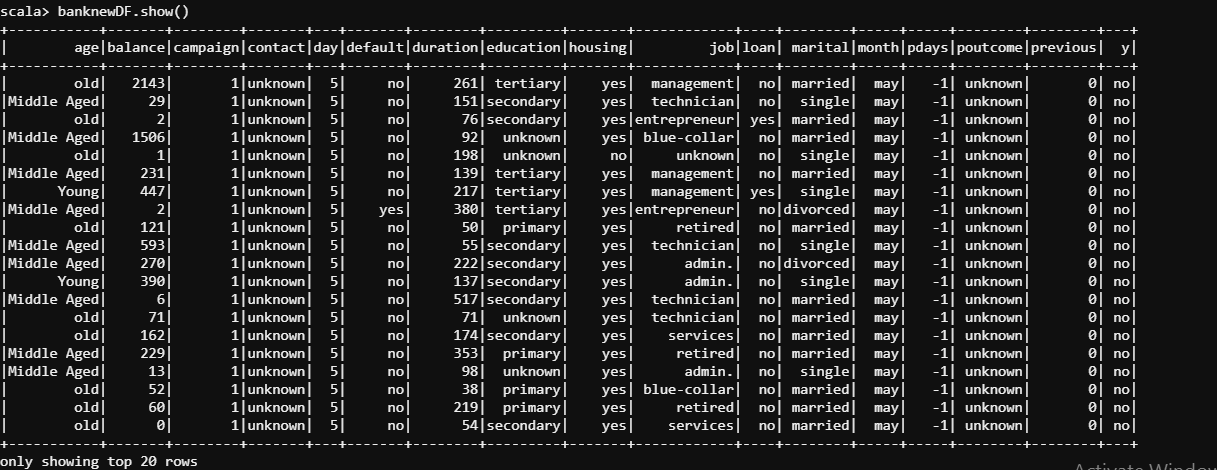 scala> banknewDF.show()
+-----------+-------+--------+-------+---+-------+--------+---------+-------+------------+----+--------+-----+-----+--------+--------+---+
|        age|balance|campaign|contact|day|default|duration|education|housing|         job|loan| marital|month|pdays|poutcome|previous|  y|
+-----------+-------+--------+-------+---+-------+--------+---------+-------+------------+----+--------+-----+-----+--------+--------+---+
|        old|   2143|       1|unknown|  5|     no|     261| tertiary|    yes|  management|  no| married|  may|   -1| unknown|       0| no|
|Middle Aged|     29|       1|unknown|  5|     no|     151|secondary|    yes|  technician|  no|  single|  may|   -1| unknown|       0| no|
|        old|      2|       1|unknown|  5|     no|      76|secondary|    yes|entrepreneur| yes| married|  may|   -1| unknown|       0| no|
|Middle Aged|   1506|       1|unknown|  5|     no|      92|  unknown|    yes| blue-collar|  no| married|  may|   -1| unknown|       0| no|
|        old|      1|       1|unknown|  5|     no|     198|  unknown|     no|     unknown|  no|  single|  may|   -1| unknown|       0| no|
|Middle Aged|    231|       1|unknown|  5|     no|     139| tertiary|    yes|  management|  no| married|  may|   -1| unknown|       0| no|
|      Young|    447|       1|unknown|  5|     no|     217| tertiary|    yes|  management| yes|  single|  may|   -1| unknown|       0| no|
|Middle Aged|      2|       1|unknown|  5|    yes|     380| tertiary|    yes|entrepreneur|  no|divorced|  may|   -1| unknown|       0| no|
|        old|    121|       1|unknown|  5|     no|      50|  primary|    yes|     retired|  no| married|  may|   -1| unknown|       0| no|
|Middle Aged|    593|       1|unknown|  5|     no|      55|secondary|    yes|  technician|  no|  single|  may|   -1| unknown|       0| no|
|Middle Aged|    270|       1|unknown|  5|     no|     222|secondary|    yes|      admin.|  no|divorced|  may|   -1| unknown|       0| no|
|      Young|    390|       1|unknown|  5|     no|     137|secondary|    yes|      admin.|  no|  single|  may|   -1| unknown|       0| no|
|Middle Aged|      6|       1|unknown|  5|     no|     517|secondary|    yes|  technician|  no| married|  may|   -1| unknown|       0| no|
|        old|     71|       1|unknown|  5|     no|      71|  unknown|    yes|  technician|  no| married|  may|   -1| unknown|       0| no|
|        old|    162|       1|unknown|  5|     no|     174|secondary|    yes|    services|  no| married|  may|   -1| unknown|       0| no|
|Middle Aged|    229|       1|unknown|  5|     no|     353|  primary|    yes|     retired|  no| married|  may|   -1| unknown|       0| no|
|Middle Aged|     13|       1|unknown|  5|     no|      98|  unknown|    yes|      admin.|  no|  single|  may|   -1| unknown|       0| no|
|        old|     52|       1|unknown|  5|     no|      38|  primary|    yes| blue-collar|  no| married|  may|   -1| unknown|       0| no|
|        old|     60|       1|unknown|  5|     no|     219|  primary|    yes|     retired|  no| married|  may|   -1| unknown|       0| no|
|        old|      0|       1|unknown|  5|     no|      54|secondary|    yes|    services|  no| married|  may|   -1| unknown|       0| no|
+-----------+-------+--------+-------+---+-------+--------+---------+-------+------------+----+--------+-----+-----+--------+--------+---+
only showing top 20 rows